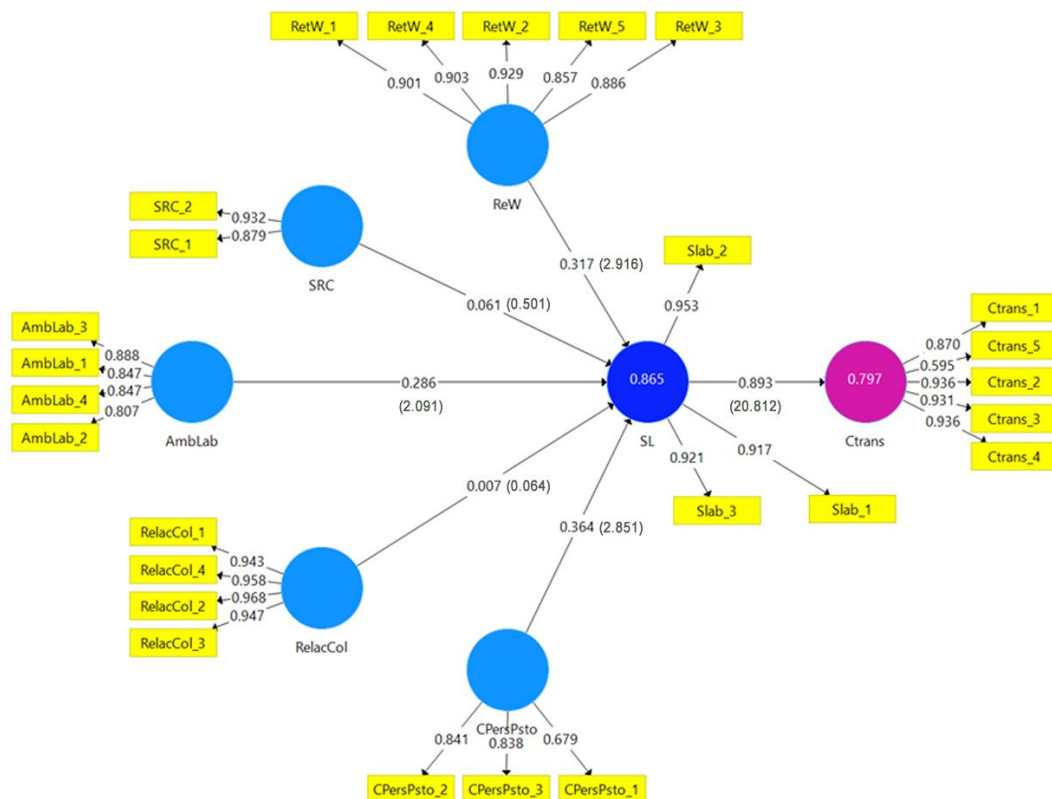 RetW_1 RetW_4 RetW_2 RetW_5 RetW_3
0.901 0.903 0.929 0.857 0.886
ReW
SRC_2
0.932
SRC_1
0.879
SRC
0.317 (2.916)
Slab_2
0.061 (0.501)
0.953
AmbLab_3
0.888
AmbLab_1
0.847
AmbLab_4
0.847
AmbLab_2
0.807
AmbLab
0.286
(2.091)
0.865
SL
0.893
(20.812)
0.797
Ctrans
Ctrans_1
0.870
Ctrans_5
0.595
Ctrans_2
0.936
Ctrans_3
0.931
Ctrans_4
0.936
0.921
0.917
Slab_3
Slab_1
0.007 (0.064)
0.364 (2.851)
RelacCol_1
0.943
RelacCol_4
0.958
RelacCol_2
0.968
RelacCol_3
0.947
RelacCol
CPersPsto
0.841 0.838 0.679
CPersPsto_2 CPersPsto_3 CPersPsto_1